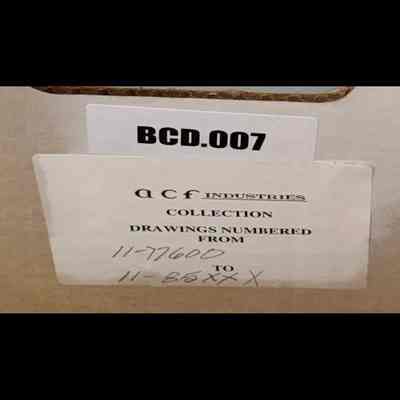 BCD.007
acf INDUSTRIES
COLLECTION
DRAWINGS NUMBERED
FROM
11-77600
TO
11-85XXX